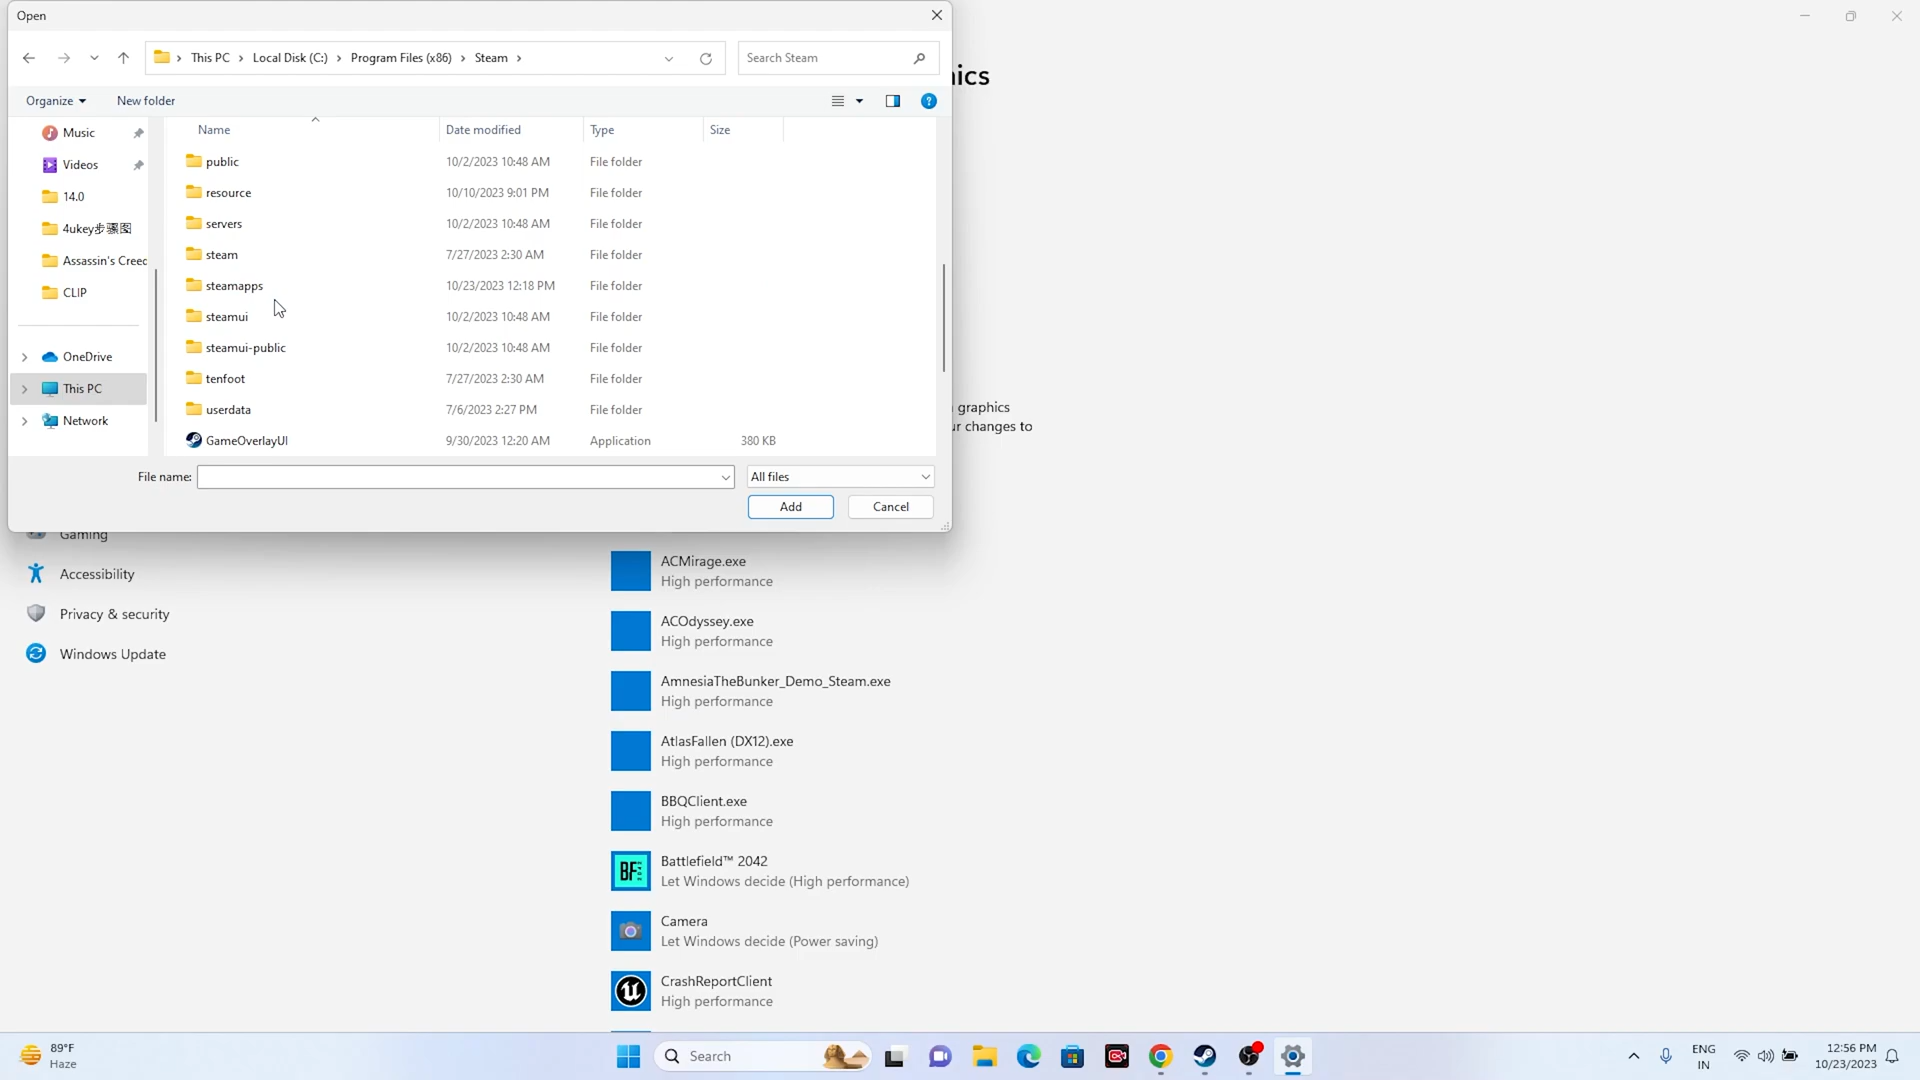 Open
This PC > Local Disk (C:) > Program Files (x86) > Steam >
Search Steam
ics
Organize
New folder
Name
Date modified
Type
Size
Music
Videos
14.0
4ukey步骤图
Assassin's Creed
CLIP
OneDrive
This PC
Network
public 10/2/2023 10:48 AM File folder
resource 10/10/2023 9:01 PM File folder
servers 10/2/2023 10:48 AM File folder
steam 7/27/2023 2:30 AM File folder
steamapps 10/23/2023 12:18 PM File folder
steamui 10/2/2023 10:48 AM File folder
steamui-public 10/2/2023 10:48 AM File folder
tenfoot 7/27/2023 2:30 AM File folder
userdata 7/6/2023 2:27 PM File folder
GameOverlayUI 9/30/2023 12:20 AM Application 380 KB
graphics
ur changes to
File name:
All files
Add
Cancel
Gaming
Accessibility
Privacy & security
Windows Update
ACMirage.exe
High performance
ACOdyssey.exe
High performance
AmnesiaTheBunker_Demo_Steam.exe
High performance
AtlasFallen (DX12).exe
High performance
BBQClient.exe
High performance
BF
Battlefield™ 2042
Let Windows decide (High performance)
Camera
Let Windows decide (Power saving)
CrashReportClient
High performance
89°F
Haze
Search
ENG
IN
12:56 PM
10/23/2023